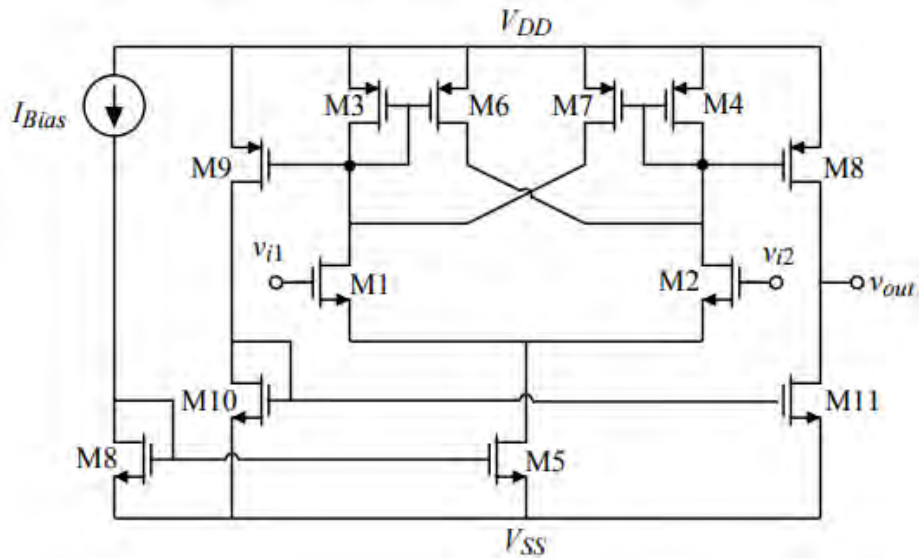 V_DD
I_Bias
M3
M6
M7
M4
M9
M8
v_i1
M1
M2
v_i2
v_out
M10
M11
M8
M5
V_SS